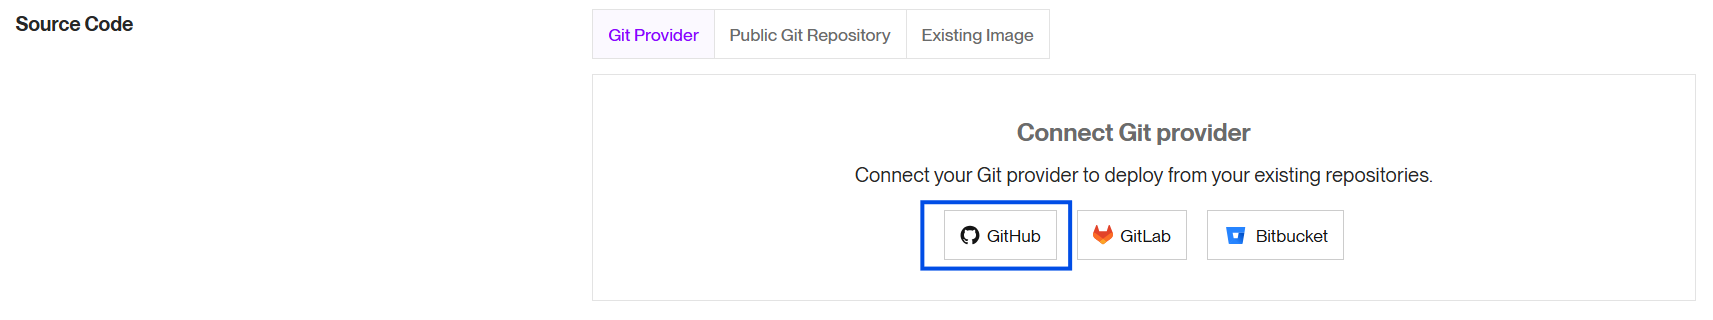 Source Code
Git Provider Public Git Repository Existing Image
Connect Git provider
Connect your Git provider to deploy from your existing repositories.
GitHub GitLab Bitbucket